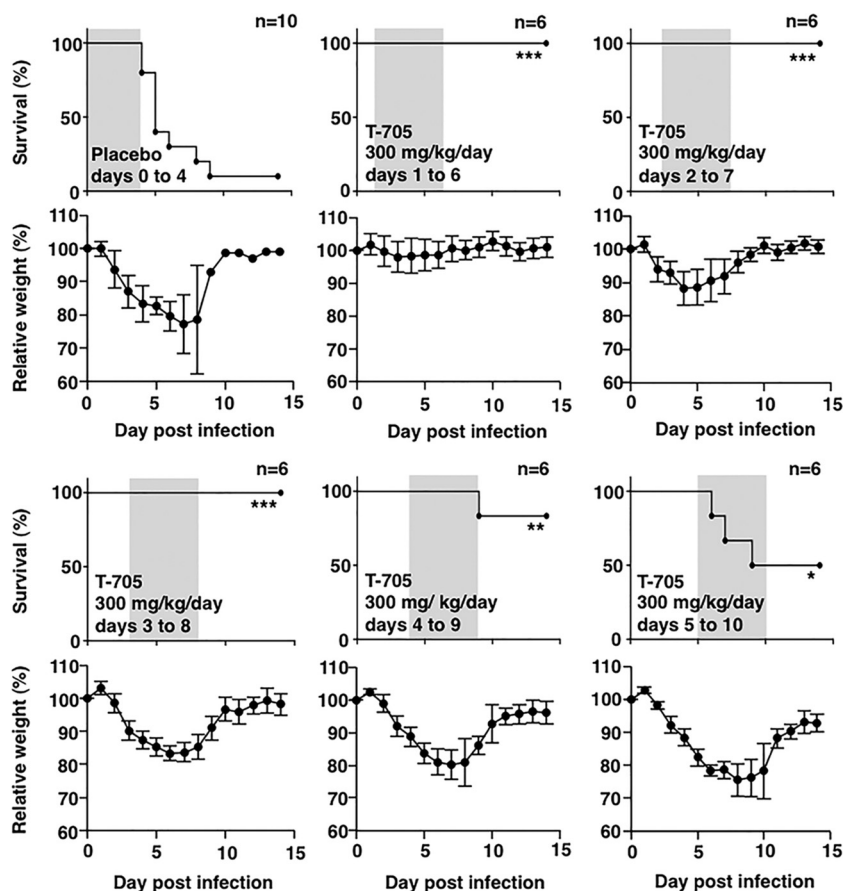 n=10
n=6
n=6
Survival (%)
100
50
0
Placebo
days 0 to 4
100
50
0
***
T-705
300 mg/kg/day
days 1 to 6
100
50
0
***
T-705
300 mg/kg/day
days 2 to 7
Relative weight (%)
110
100
90
80
70
60
0
5
10
15
Day post infection
110
100
90
80
70
60
0
5
10
15
Day post infection
110
100
90
80
70
60
0
5
10
15
Day post infection
n=6
n=6
n=6
Survival (%)
100
50
0
***
T-705
300 mg/kg/day
days 3 to 8
100
50
0
**
T-705
300 mg/ kg/day
days 4 to 9
100
50
0
*
T-705
300 mg/kg/day
days 5 to 10
Relative weight (%)
110
100
90
80
70
60
0
5
10
15
Day post infection
110
100
90
80
70
60
0
5
10
15
Day post infection
110
100
90
80
70
60
0
5
10
15
Day post infection